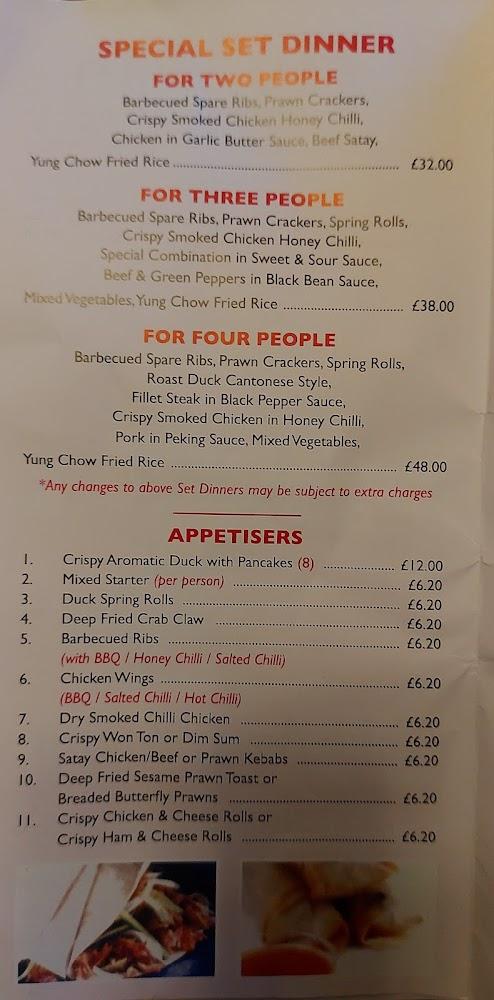 SPECIAL SET DINNER
FOR TWO PEOPLE
Barbecued Spare Ribs, Prawn Crackers,
Crispy Smoked Chicken Honey Chilli,
Chicken in Garlic Butter Sauce, Beef Satay,
Yung Chow Fried Rice ........................ £32.00
FOR THREE PEOPLE
Barbecued Spare Ribs, Prawn Crackers, Spring Rolls,
Crispy Smoked Chicken Honey Chilli,
Special Combination in Sweet & Sour Sauce,
Beef & Green Peppers in Black Bean Sauce,
Mixed Vegetables, Yung Chow Fried Rice ........................ £38.00
FOR FOUR PEOPLE
Barbecued Spare Ribs, Prawn Crackers, Spring Rolls,
Roast Duck Cantonese Style,
Fillet Steak in Black Pepper Sauce,
Crispy Smoked Chicken in Honey Chilli,
Pork in Peking Sauce, Mixed Vegetables,
Yung Chow Fried Rice ........................ £48.00
*Any changes to above Set Dinners may be subject to extra charges
APPETISERS
1. Crispy Aromatic Duck with Pancakes (8) ........................ £12.00
2. Mixed Starter (per person) ........................ £6.20
3. Duck Spring Rolls ........................ £6.20
4. Deep Fried Crab Claw ........................ £6.20
5. Barbecued Ribs ........................ £6.20
(with BBQ / Honey Chilli / Salted Chilli)
6. Chicken Wings ........................ £6.20
(BBQ / Salted Chilli / Hot Chilli)
7. Dry Smoked Chilli Chicken ........................ £6.20
8. Crispy Won Ton or Dim Sum ........................ £6.20
9. Satay Chicken/Beef or Prawn Kebabs ........................ £6.20
10. Deep Fried Sesame Prawn Toast or
Breaded Butterfly Prawns ........................ £6.20
11. Crispy Chicken & Cheese Rolls or
Crispy Ham & Cheese Rolls ........................ £6.20